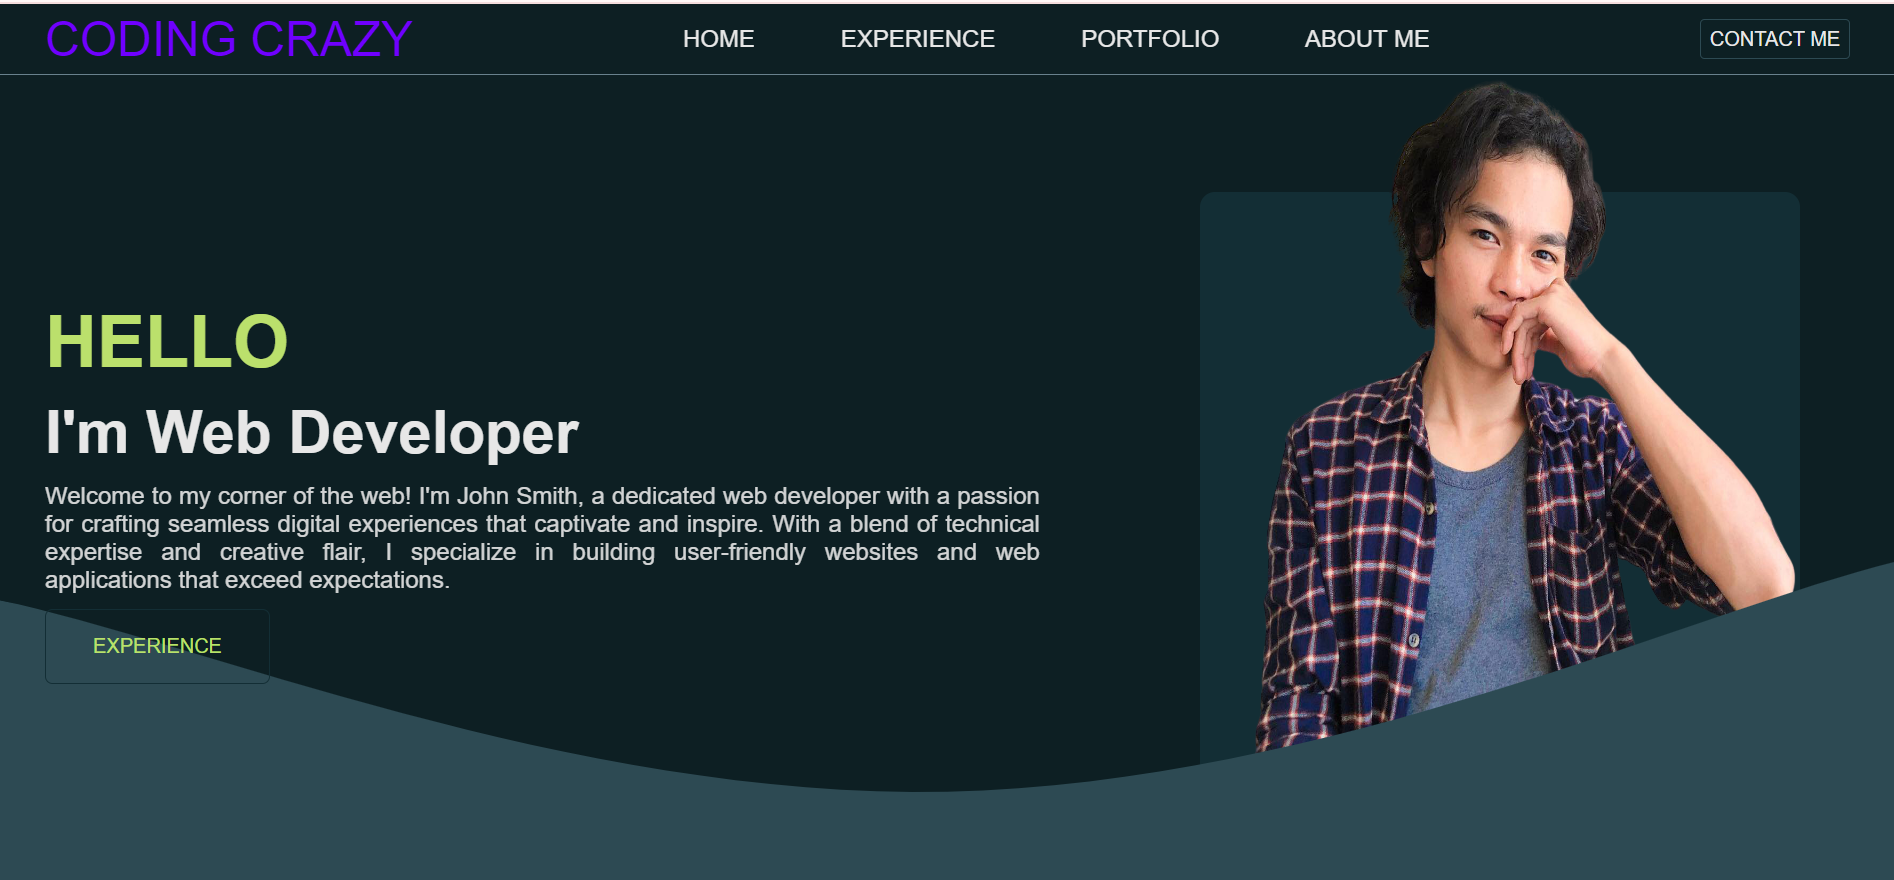 CODING CRAZY
HOME
EXPERIENCE
PORTFOLIO
ABOUT ME
CONTACT ME
HELLO
I'm Web Developer
Welcome to my corner of the web! I'm John Smith, a dedicated web developer with a passion
for crafting seamless digital experiences that captivate and inspire. With a blend of technical
expertise and creative flair, I specialize in building user-friendly websites and web
applications that exceed expectations.
EXPERIENCE